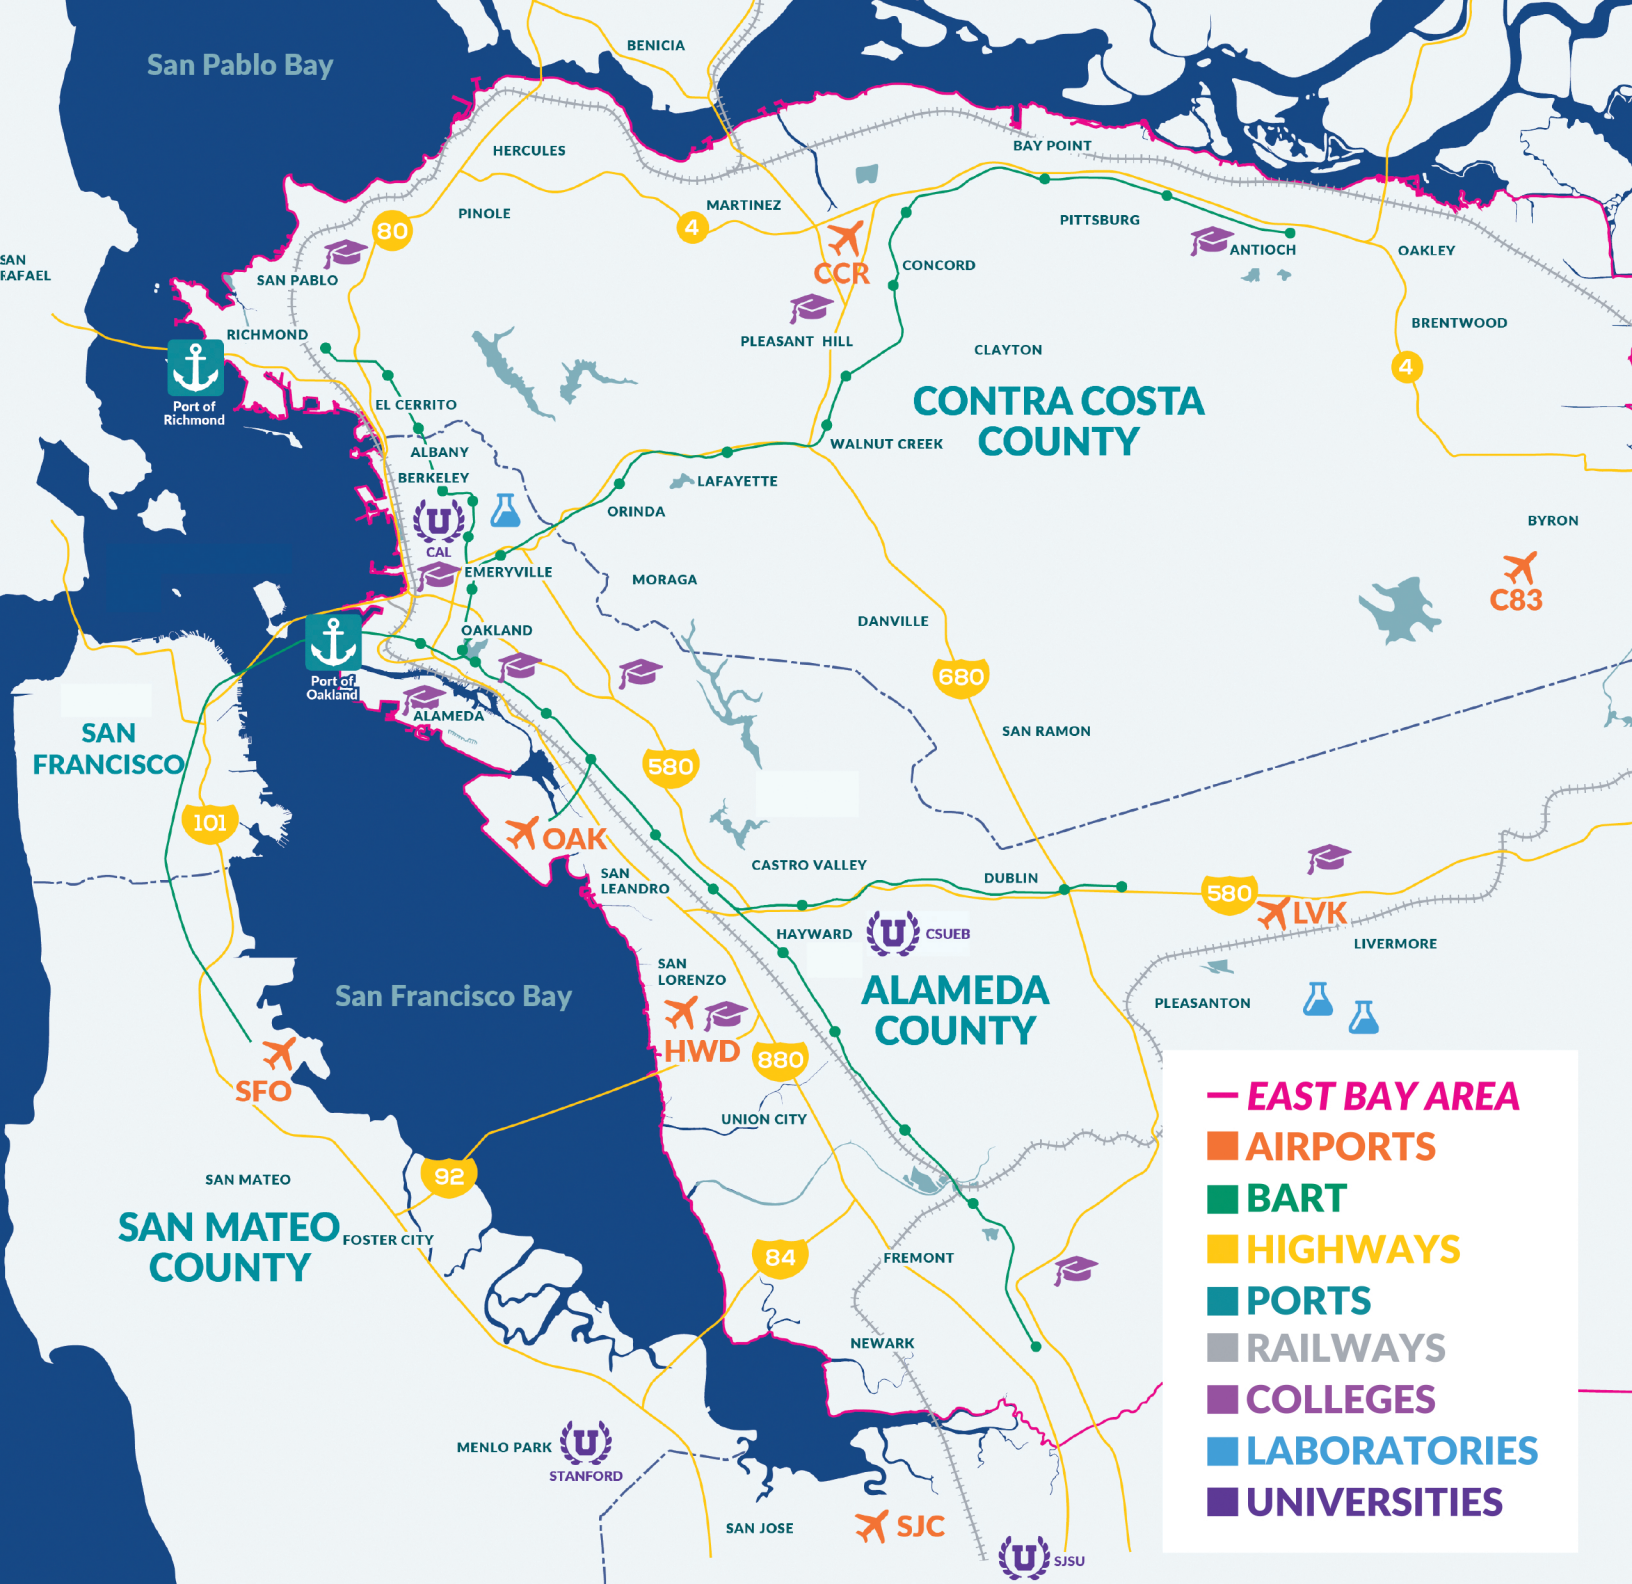 BENICIA
San Pablo Bay
HERCULES
BAY POINT
PINOLE
80
MARTINEZ
4
PITTSBURG
ANTIOCH
OAKLEY
SAN
RAFAEL
SAN PABLO
CCR
CONCORD
RICHMOND
BRENTWOOD
PLEASANT HILL
CLAYTON
4
Port of
Richmond
EL CERRITO
CONTRA COSTA
COUNTY
ALBANY
WALNUT CREEK
BERKELEY
LAFAYETTE
ORINDA
BYRON
U
CAL
EMERYVILLE
MORAGA
C83
DANVILLE
OAKLAND
Port of
Oakland
680
ALAMEDA
SAN
FRANCISCO
SAN RAMON
580
101
OAK
CASTRO VALLEY
SAN
LEANDRO
DUBLIN
580
LVK
HAYWARD
U
CSUEB
LIVERMORE
SAN
LORENZO
San Francisco Bay
ALAMEDA
COUNTY
PLEASANTON
HWD
880
SFO
UNION CITY
92
SAN MATEO
SAN MATEO
COUNTY
FOSTER CITY
84
FREMONT
NEWARK
MENLO PARK
U
STANFORD
SAN JOSE
SJC
U
SJSU
EAST BAY AREA
AIRPORTS
BART
HIGHWAYS
PORTS
RAILWAYS
COLLEGES
LABORATORIES
UNIVERSITIES